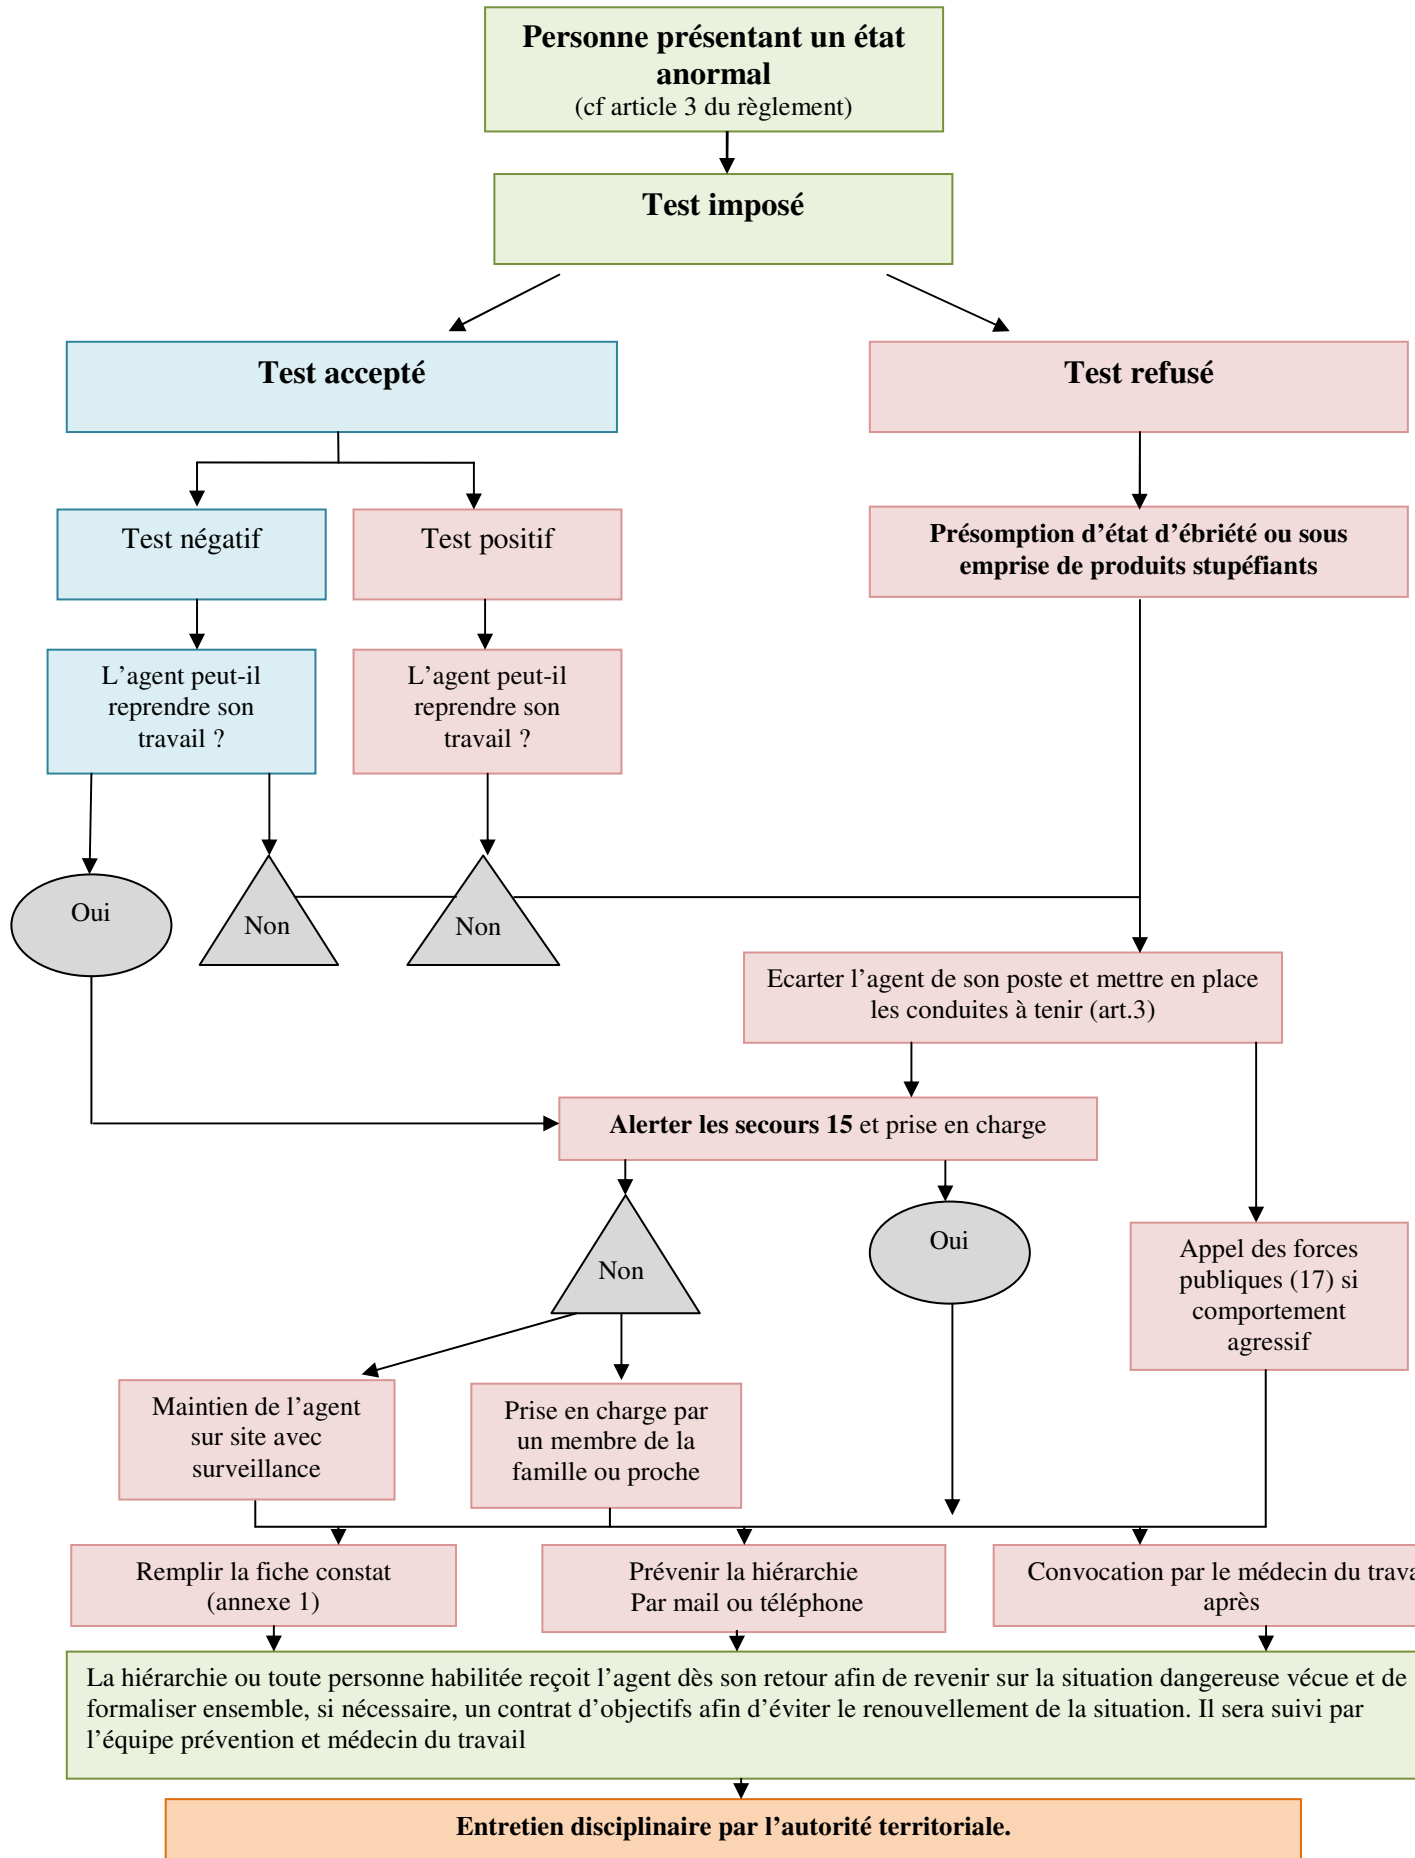 Personne présentant un état
anormal
(cf article 3 du règlement)
Test imposé
Test accepté
Test refusé
Test négatif
Test positif
Présomption d'état d'ébriété ou sous
emprise de produits stupéfiants
L'agent peut-il
reprendre son
travail ?
L'agent peut-il
reprendre son
travail ?
Oui
Non
Non
Ecarter l'agent de son poste et mettre en place
les conduites à tenir (art.3)
Alerter les secours 15 et prise en charge
Non
Oui
Appel des forces
publiques (17) si
comportement
agressif
Maintien de l'agent
sur site avec
surveillance
Prise en charge par
un membre de la
famille ou proche
Remplir la fiche constat
(annexe 1)
Prévenir la hiérarchie
Par mail ou téléphone
Convocation par le médecin du trava
après
La hiérarchie ou toute personne habilitée reçoit l'agent dès son retour afin de revenir sur la situation dangereuse vécue et de
formaliser ensemble, si nécessaire, un contrat d'objectifs afin d'éviter le renouvellement de la situation. Il sera suivi par
l'équipe prévention et médecin du travail
Entretien disciplinaire par l'autorité territoriale.